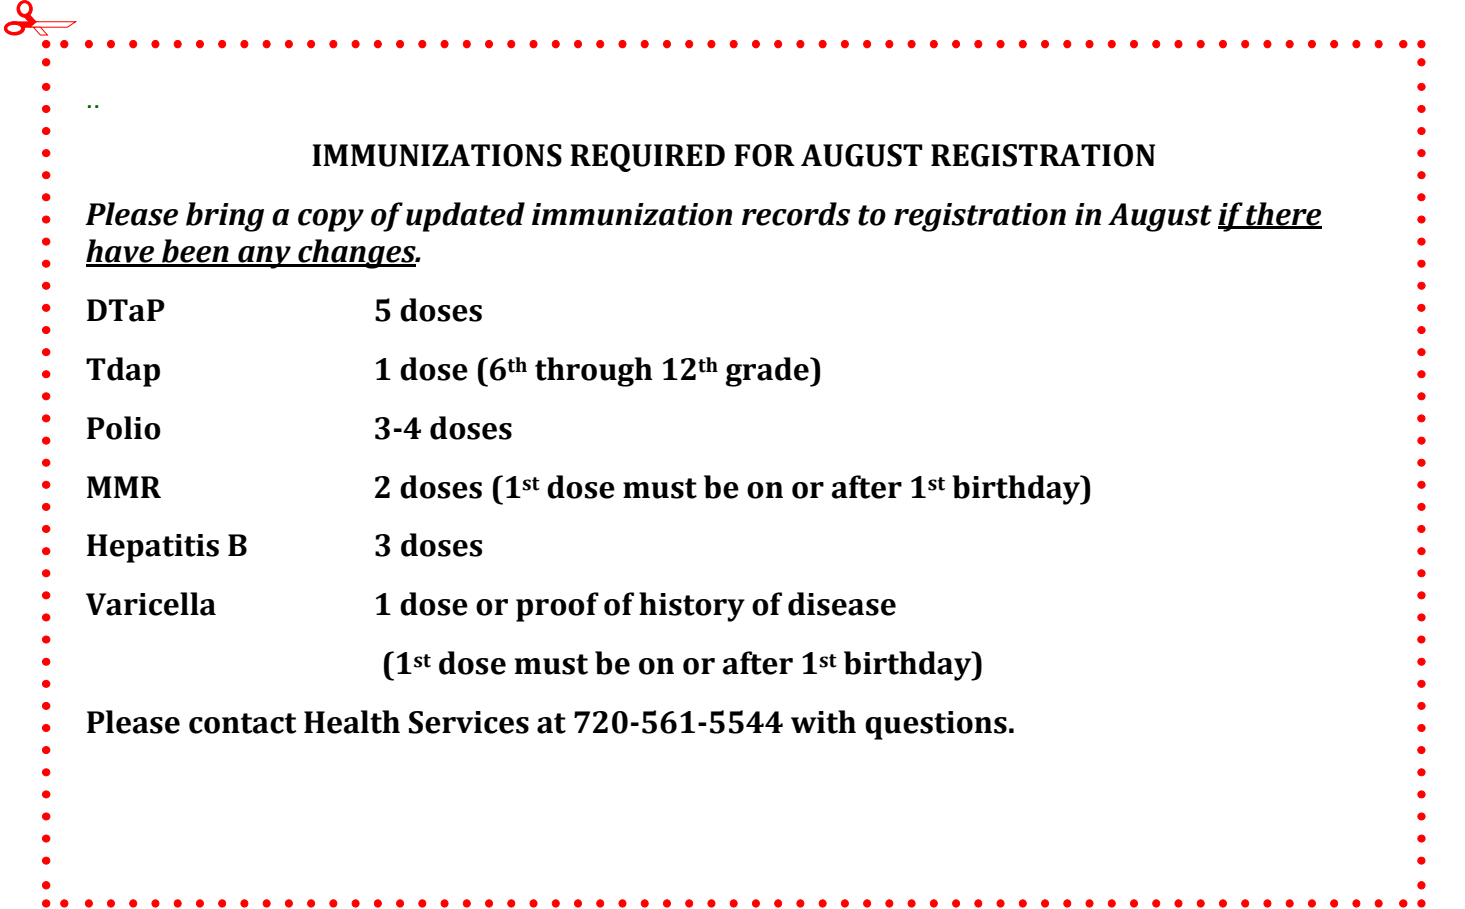 ..
IMMUNIZATIONS REQUIRED FOR AUGUST REGISTRATION
Please bring a copy of updated immunization records to registration in August if there
have been any changes.
DTaP 5 doses
Tdap 1 dose (6th through 12th grade)
Polio 3-4 doses
MMR 2 doses (1st dose must be on or after 1st birthday)
Hepatitis B 3 doses
Varicella 1 dose or proof of history of disease
(1st dose must be on or after 1st birthday)
Please contact Health Services at 720-561-5544 with questions.